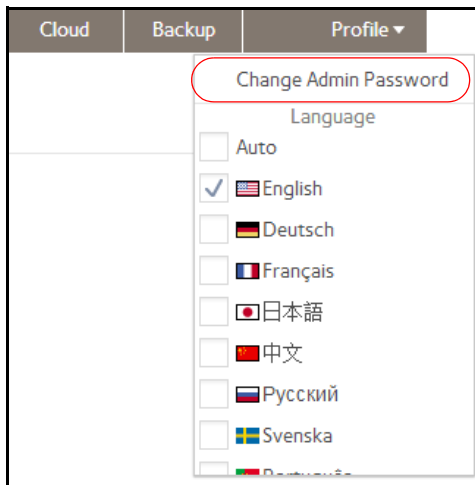 Cloud Backup Profile
Change Admin Password
Language
Auto
English
Deutsch
Français
日本語
中文
Русский
Svenska